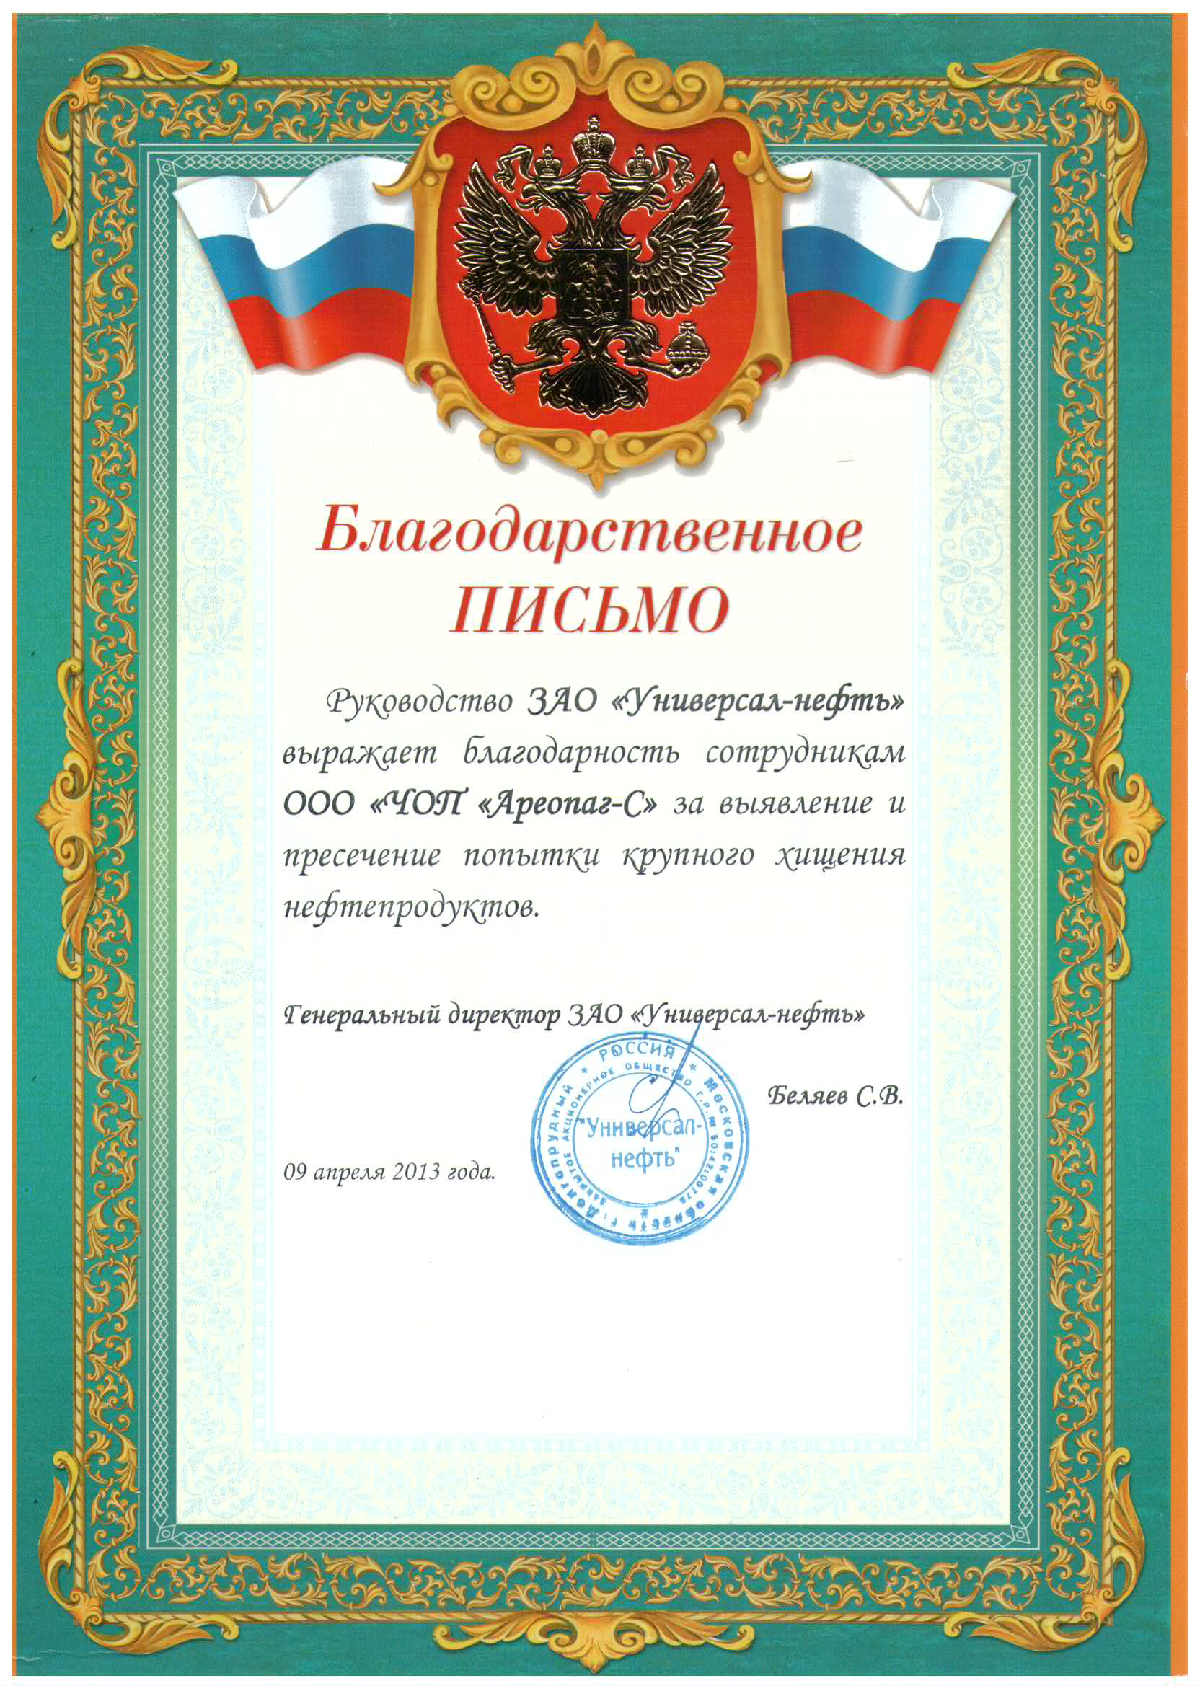 Благодарственное
ПИСЬМО
Руководство ЗАО «Универсал-нефть»
выражает благодарность сотрудникам
ООО «ЧОП «Ареопаг-С» за выявление и
пресечение попытки крупного хищения
нефтепродуктов.
Генеральный директор ЗАО «Универсал-нефть»
РОССИЯ * Московская область г. Долгопрудный *
ЗАКРЫТОЕ АКЦИОНЕРНОЕ ОБЩЕСТВО
"Универсал-
нефть"
Беляев С.В.
09 апреля 2013 года.